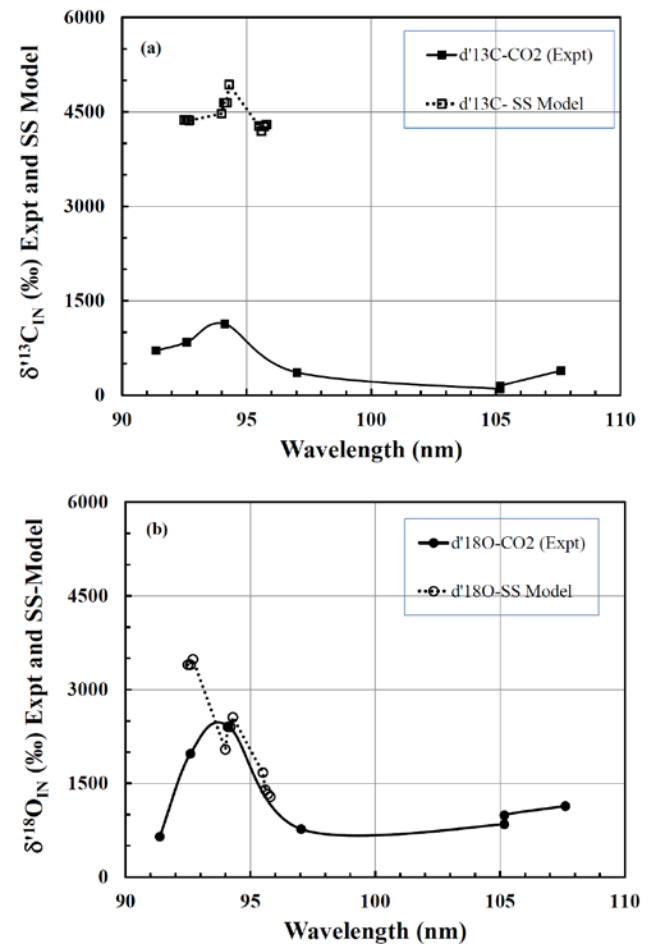 6000
(a)
d'13C-CO2 (Expt)
d'13C- SS Model
4500
3000
1500
0
90
95
100
105
110
δ'¹³C_IN (‰) Expt and SS Model
Wavelength (nm)
6000
(b)
d'18O-CO2 (Expt)
d'18O-SS Model
4500
3000
1500
0
90
95
100
105
110
δ'¹⁸O_IN (‰) Expt and SS-Model
Wavelength (nm)